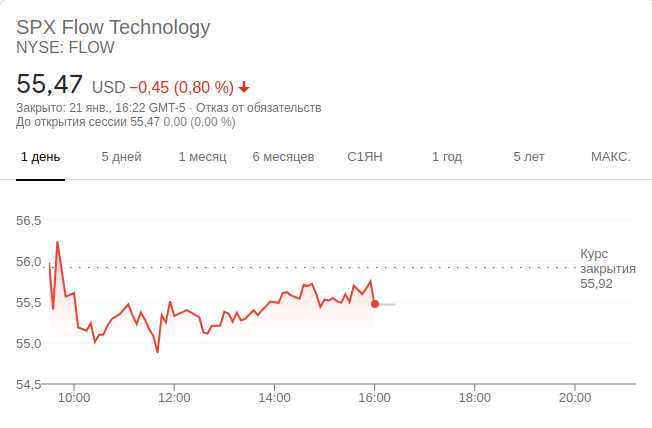 SPX Flow Technology
NYSE: FLOW
55,47 USD −0,45 (0,80 %)
Закрыто: 21 янв., 16:22 GMT-5 · Отказ от обязательств
До открытия сессии 55,47 0,00 (0,00 %)
1 день 5 дней 1 месяц 6 месяцев С1ЯН 1 год 5 лет МАКС.
56,5
56,0
55,5
55,0
54,5
Курс
закрытия
55,92
10:00 12:00 14:00 16:00 18:00 20:00